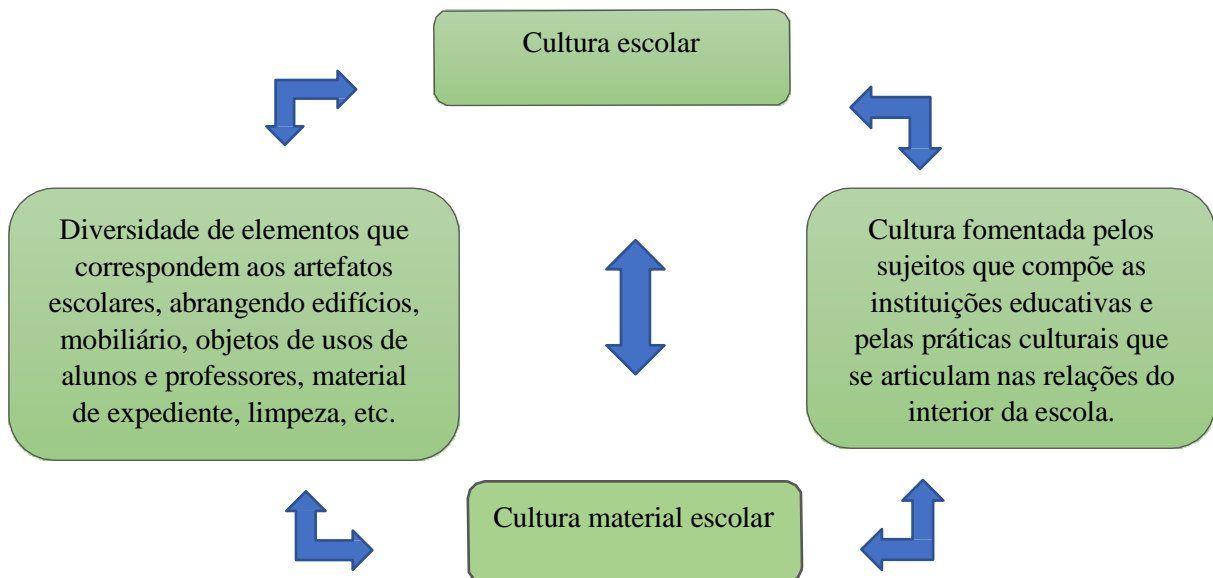 Cultura escolar
Diversidade de elementos que
correspondem aos artefatos
escolares, abrangendo edifícios,
mobiliário, objetos de usos de
alunos e professores, material
de expediente, limpeza, etc.
Cultura fomentada pelos
sujeitos que compõe as
instituições educativas e
pelas práticas culturais que
se articulam nas relações do
interior da escola.
Cultura material escolar